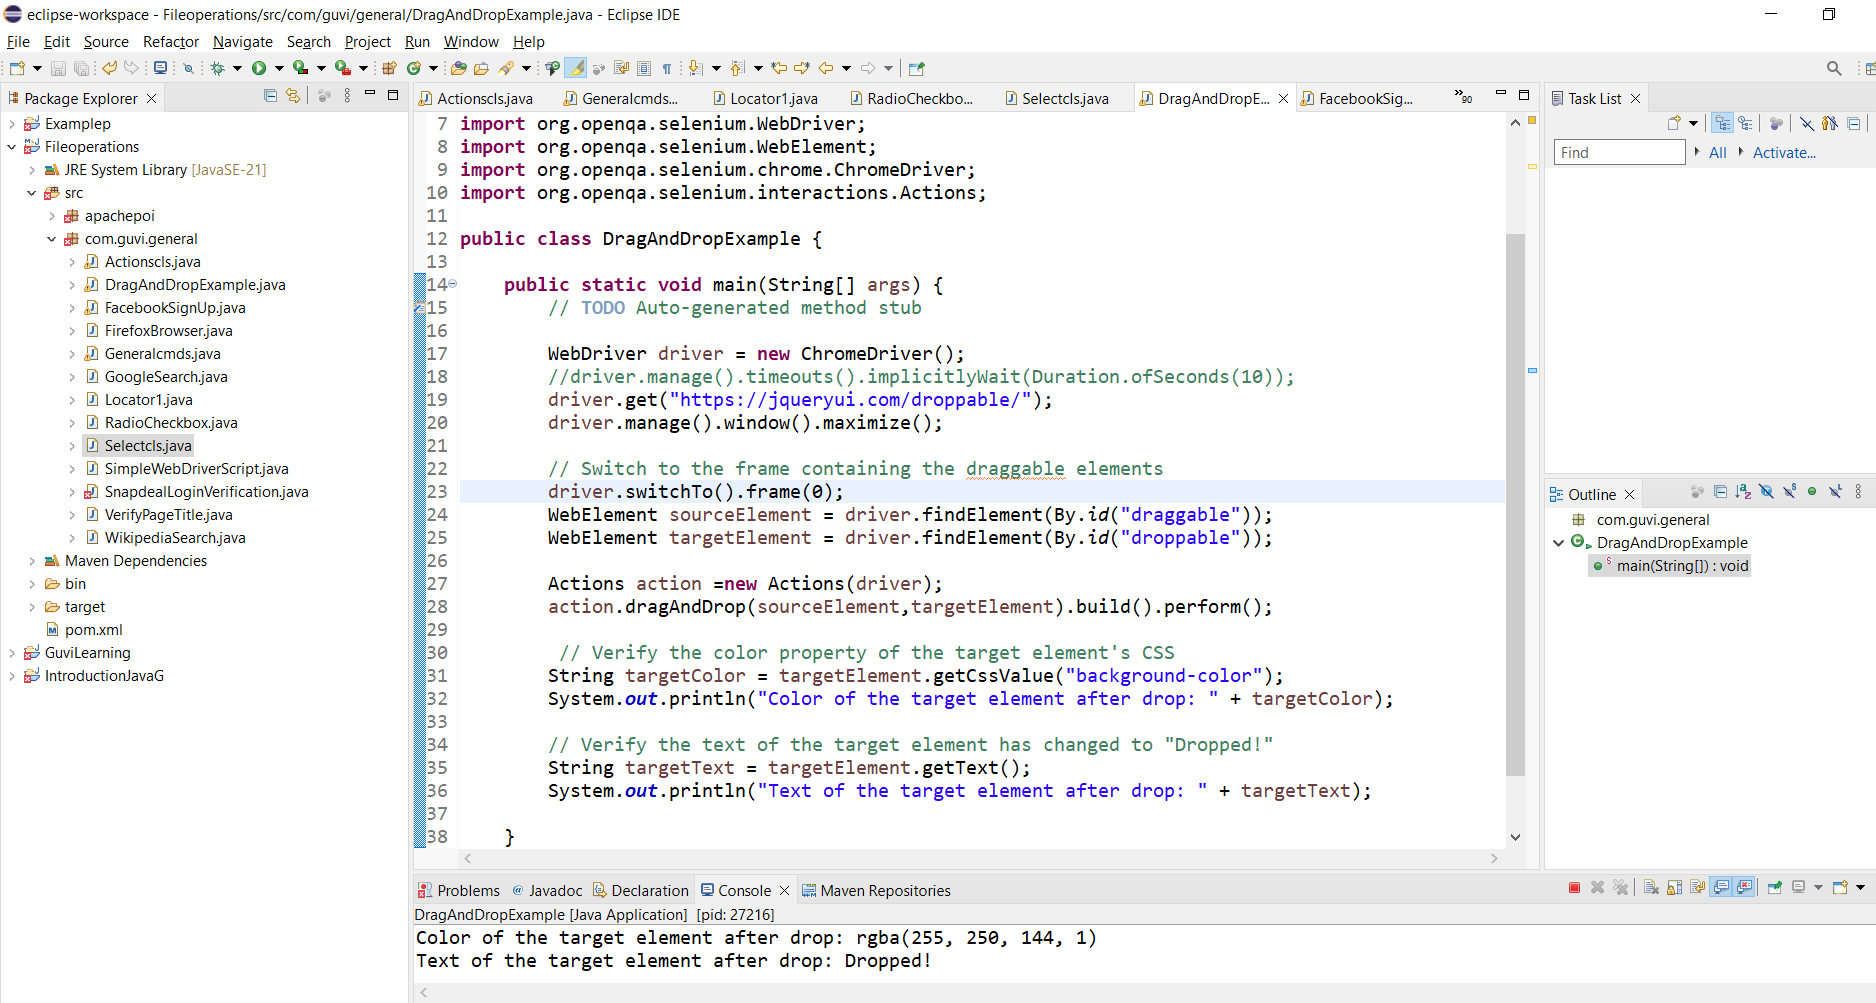 eclipse-workspace - Fileoperations/src/com/guvi/general/DragAndDropExample.java - Eclipse IDE
File Edit Source Refactor Navigate Search Project Run Window Help
Package Explorer
Examplep
Fileoperations
JRE System Library [JavaSE-21]
src
apachepoi
com.guvi.general
Actionscls.java
DragAndDropExample.java
FacebookSignUp.java
FirefoxBrowser.java
Generalcmds.java
GoogleSearch.java
Locator1.java
RadioCheckbox.java
Selectcls.java
SimpleWebDriverScript.java
SnapdealLoginVerification.java
VerifyPageTitle.java
WikipediaSearch.java
Maven Dependencies
bin
target
pom.xml
GuviLearning
IntroductionJavaG
Actionscls.java Generalcmds... Locator1.java RadioCheckbo... Selectcls.java DragAndDropE... FacebookSig... »90
7 import org.openqa.selenium.WebDriver;
8 import org.openqa.selenium.WebElement;
9 import org.openqa.selenium.chrome.ChromeDriver;
10 import org.openqa.selenium.interactions.Actions;
11
12 public class DragAndDropExample {
13
14 public static void main(String[] args) {
15 // TODO Auto-generated method stub
16
17 WebDriver driver = new ChromeDriver();
18 //driver.manage().timeouts().implicitlyWait(Duration.ofSeconds(10));
19 driver.get("https://jqueryui.com/droppable/");
20 driver.manage().window().maximize();
21
22 // Switch to the frame containing the draggable elements
23 driver.switchTo().frame(0);
24 WebElement sourceElement = driver.findElement(By.id("draggable"));
25 WebElement targetElement = driver.findElement(By.id("droppable"));
26
27 Actions action =new Actions(driver);
28 action.dragAndDrop(sourceElement,targetElement).build().perform();
29
30 // Verify the color property of the target element's CSS
31 String targetColor = targetElement.getCssValue("background-color");
32 System.out.println("Color of the target element after drop: " + targetColor);
33
34 // Verify the text of the target element has changed to "Dropped!"
35 String targetText = targetElement.getText();
36 System.out.println("Text of the target element after drop: " + targetText);
37
38 }
Problems Javadoc Declaration Console Maven Repositories
DragAndDropExample [Java Application] [pid: 27216]
Color of the target element after drop: rgba(255, 250, 144, 1)
Text of the target element after drop: Dropped!
Task List
Find All Activate...
Outline
com.guvi.general
DragAndDropExample
main(String[]) : void